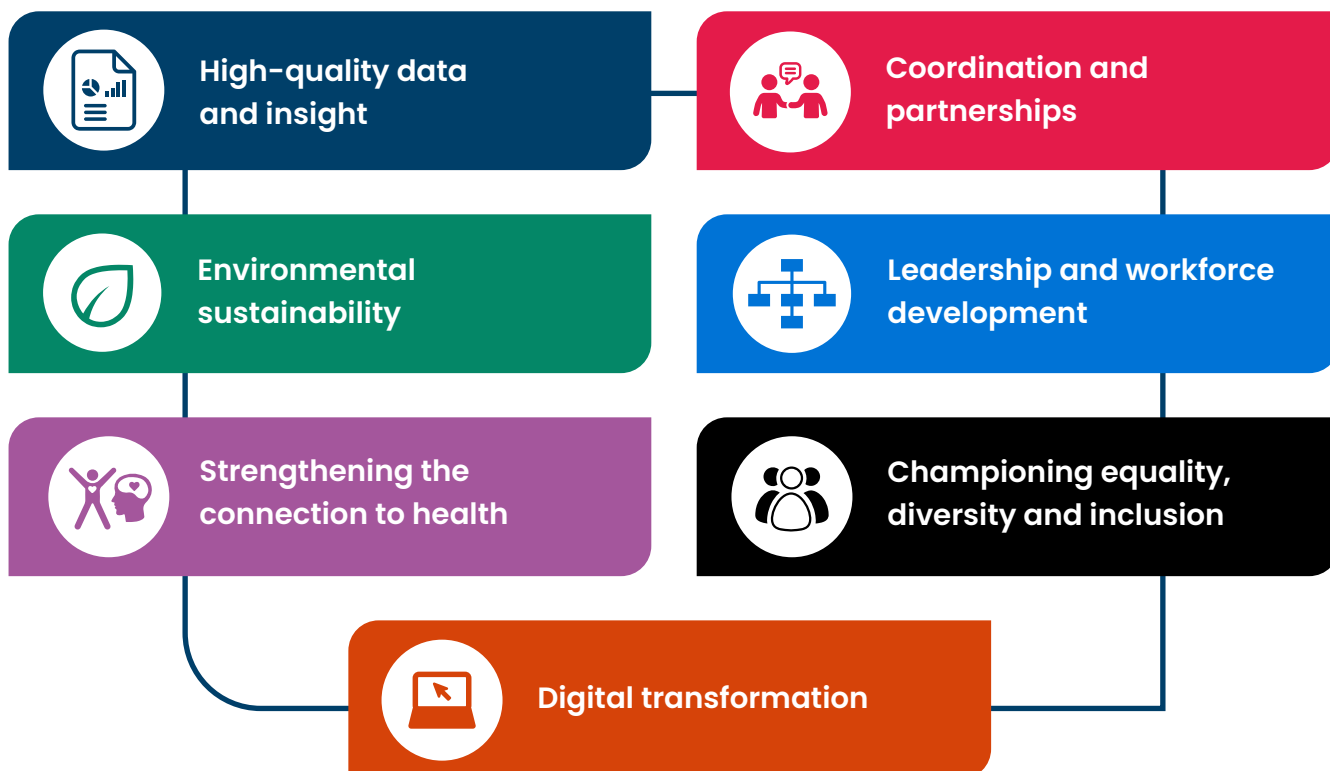 High-quality data
and insight
Coordination and
partnerships
Environmental
sustainability
Leadership and workforce
development
Strengthening the
connection to health
Championing equality,
diversity and inclusion
Digital transformation